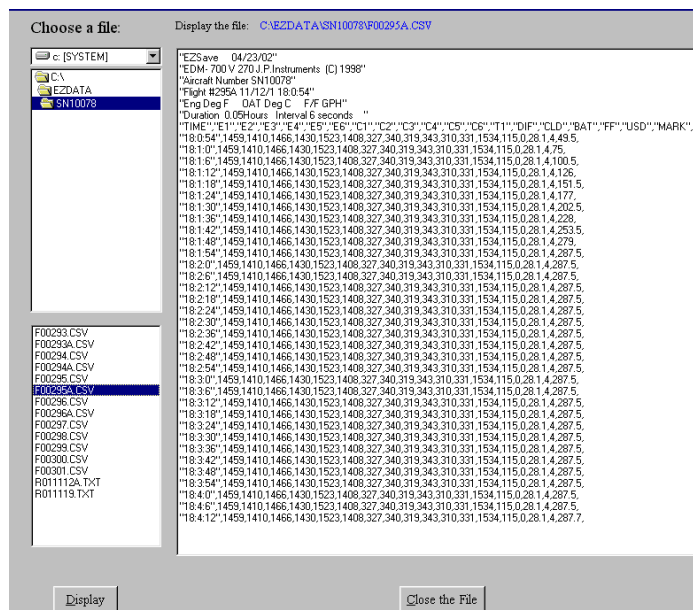 Choose a file:
Display the file: C:\EZDATA\SN10078\F00295A.CSV
c: [SYSTEM]
C:\
EZDATA
SN10078
F00293.CSV
F00293A.CSV
F00294.CSV
F00294A.CSV
F00295.CSV
F00295A.CSV
F00296.CSV
F00296A.CSV
F00297.CSV
F00298.CSV
F00299.CSV
F00300.CSV
F00301.CSV
R011112A.TXT
R011119.TXT
"EZSave 04/23/02"
"EDM- 700 V 270 J.P.Instruments (C) 1998"
"Aircraft Number SN10078"
"Flight #295A 11/12/1 18:0:54"
"Eng Deg F OAT Deg C F/F GPH"
"Duration 0.05Hours Interval 6 seconds "
"TIME","E1","E2","E3","E4","E5","E6","C1","C2","C3","C4","C5","C6","T1","DIF","CLD","BAT","FF","USD","MARK",
"18:0:54",1459,1410,1466,1430,1523,1408,327,340,319,343,310,331,1534,115,0,28.1,4,49.5,
"18:1:0",1459,1410,1466,1430,1523,1408,327,340,319,343,310,331,1534,115,0,28.1,4,75,
"18:1:6",1459,1410,1466,1430,1523,1408,327,340,319,343,310,331,1534,115,0,28.1,4,100.5,
"18:1:12",1459,1410,1466,1430,1523,1408,327,340,319,343,310,331,1534,115,0,28.1,4,126,
"18:1:18",1459,1410,1466,1430,1523,1408,327,340,319,343,310,331,1534,115,0,28.1,4,151.5,
"18:1:24",1459,1410,1466,1430,1523,1408,327,340,319,343,310,331,1534,115,0,28.1,4,177,
"18:1:30",1459,1410,1466,1430,1523,1408,327,340,319,343,310,331,1534,115,0,28.1,4,202.5,
"18:1:36",1459,1410,1466,1430,1523,1408,327,340,319,343,310,331,1534,115,0,28.1,4,228,
"18:1:42",1459,1410,1466,1430,1523,1408,327,340,319,343,310,331,1534,115,0,28.1,4,253.5,
"18:1:48",1459,1410,1466,1430,1523,1408,327,340,319,343,310,331,1534,115,0,28.1,4,279,
"18:1:54",1459,1410,1466,1430,1523,1408,327,340,319,343,310,331,1534,115,0,28.1,4,287.5,
"18:2:0",1459,1410,1466,1430,1523,1408,327,340,319,343,310,331,1534,115,0,28.1,4,287.5,
"18:2:6",1459,1410,1466,1430,1523,1408,327,340,319,343,310,331,1534,115,0,28.1,4,287.5,
"18:2:12",1459,1410,1466,1430,1523,1408,327,340,319,343,310,331,1534,115,0,28.1,4,287.5,
"18:2:18",1459,1410,1466,1430,1523,1408,327,340,319,343,310,331,1534,115,0,28.1,4,287.5,
"18:2:24",1459,1410,1466,1430,1523,1408,327,340,319,343,310,331,1534,115,0,28.1,4,287.5,
"18:2:30",1459,1410,1466,1430,1523,1408,327,340,319,343,310,331,1534,115,0,28.1,4,287.5,
"18:2:36",1459,1410,1466,1430,1523,1408,327,340,319,343,310,331,1534,115,0,28.1,4,287.5,
"18:2:42",1459,1410,1466,1430,1523,1408,327,340,319,343,310,331,1534,115,0,28.1,4,287.5,
"18:2:48",1459,1410,1466,1430,1523,1408,327,340,319,343,310,331,1534,115,0,28.1,4,287.5,
"18:2:54",1459,1410,1466,1430,1523,1408,327,340,319,343,310,331,1534,115,0,28.1,4,287.5,
"18:3:0",1459,1410,1466,1430,1523,1408,327,340,319,343,310,331,1534,115,0,28.1,4,287.5,
"18:3:6",1459,1410,1466,1430,1523,1408,327,340,319,343,310,331,1534,115,0,28.1,4,287.5,
"18:3:12",1459,1410,1466,1430,1523,1408,327,340,319,343,310,331,1534,115,0,28.1,4,287.5,
"18:3:18",1459,1410,1466,1430,1523,1408,327,340,319,343,310,331,1534,115,0,28.1,4,287.5,
"18:3:24",1459,1410,1466,1430,1523,1408,327,340,319,343,310,331,1534,115,0,28.1,4,287.5,
"18:3:30",1459,1410,1466,1430,1523,1408,327,340,319,343,310,331,1534,115,0,28.1,4,287.5,
"18:3:36",1459,1410,1466,1430,1523,1408,327,340,319,343,310,331,1534,115,0,28.1,4,287.5,
"18:3:42",1459,1410,1466,1430,1523,1408,327,340,319,343,310,331,1534,115,0,28.1,4,287.5,
"18:3:48",1459,1410,1466,1430,1523,1408,327,340,319,343,310,331,1534,115,0,28.1,4,287.5,
"18:3:54",1459,1410,1466,1430,1523,1408,327,340,319,343,310,331,1534,115,0,28.1,4,287.5,
"18:4:0",1459,1410,1466,1430,1523,1408,327,340,319,343,310,331,1534,115,0,28.1,4,287.5,
"18:4:6",1459,1410,1466,1430,1523,1408,327,340,319,343,310,331,1534,115,0,28.1,4,287.5,
"18:4:12",1459,1410,1466,1430,1523,1408,327,340,319,343,310,331,1534,115,0,28.1,4,287.7,
Display
Close the File